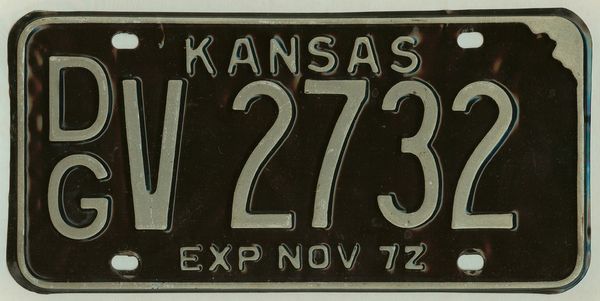 KANSAS
DG V 2732
EXP NOV 72